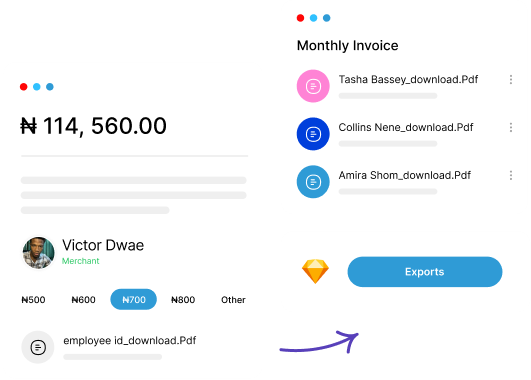 ₦ 114, 560.00
Victor Dwae
Merchant
₦500 ₦600 ₦700 ₦800 Other
employee id_download.Pdf
Monthly Invoice
Tasha Bassey_download.Pdf
Collins Nene_download.Pdf
Amira Shom_download.Pdf
Exports